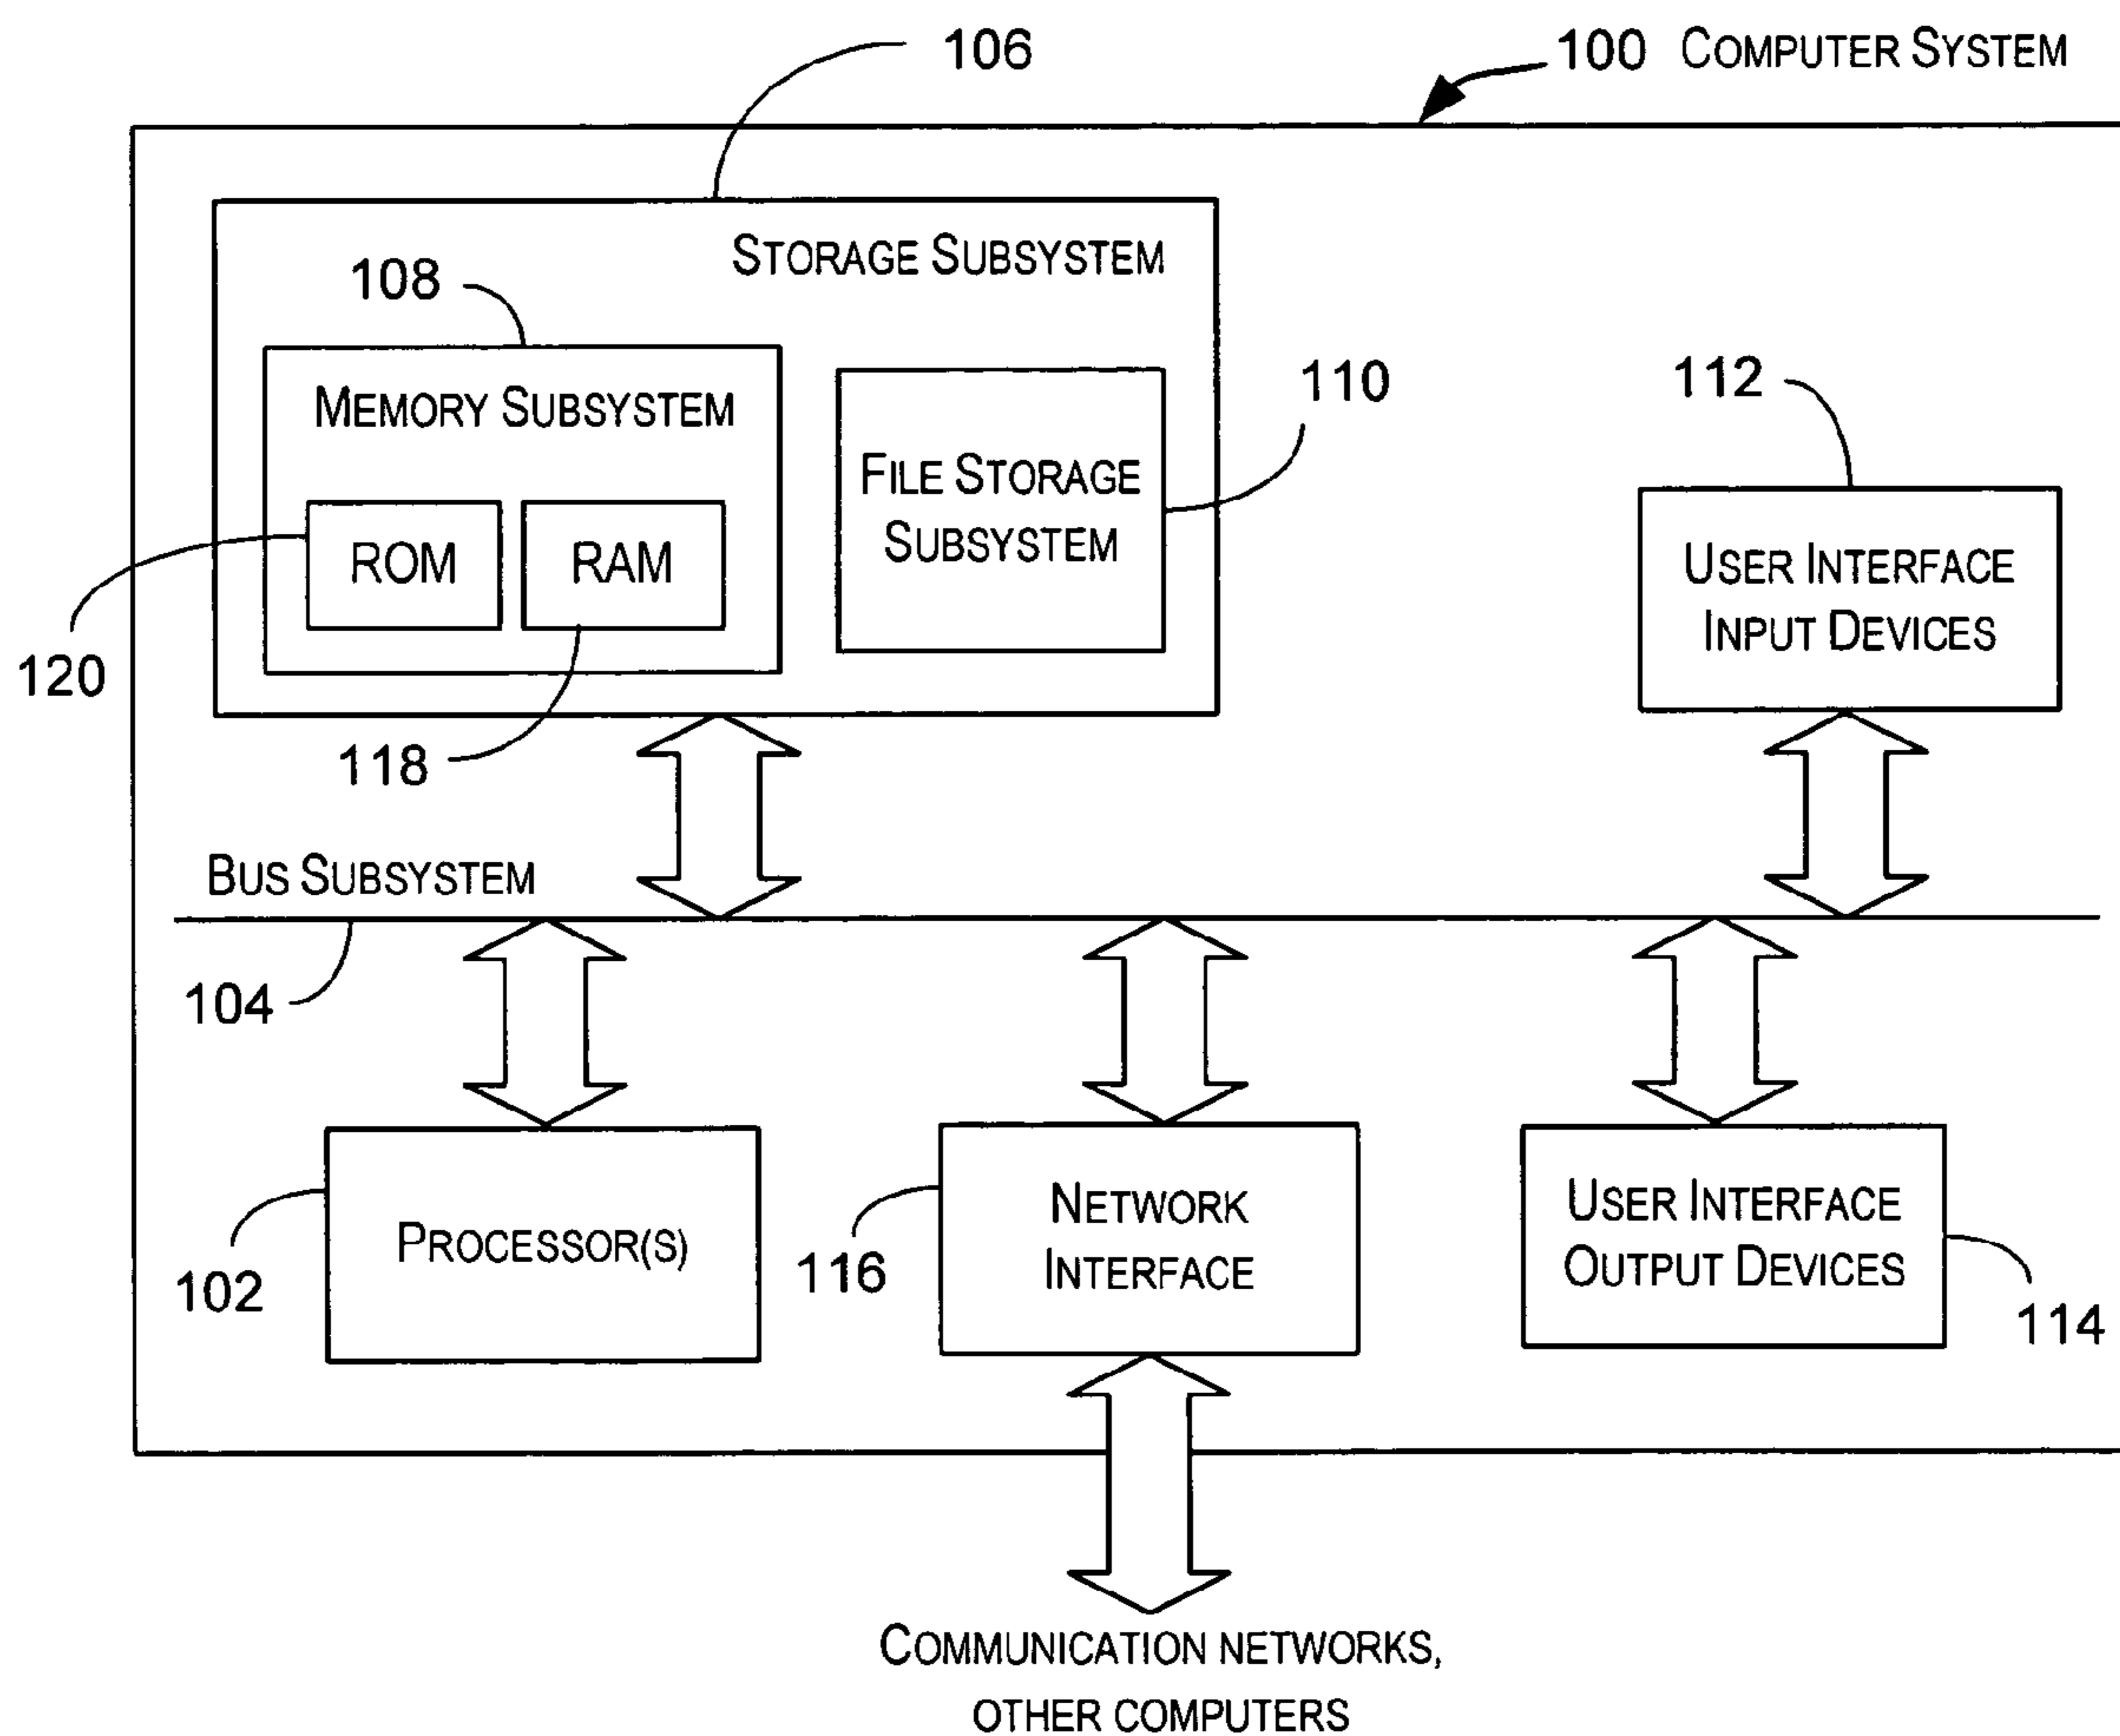 106
100 COMPUTER SYSTEM
STORAGE SUBSYSTEM
108
MEMORY SUBSYSTEM
110
112
FILE STORAGE
SUBSYSTEM
ROM
RAM
USER INTERFACE
INPUT DEVICES
120
118
BUS SUBSYSTEM
104
PROCESSOR(S)
102
NETWORK
INTERFACE
116
USER INTERFACE
OUTPUT DEVICES
114
COMMUNICATION NETWORKS,
OTHER COMPUTERS